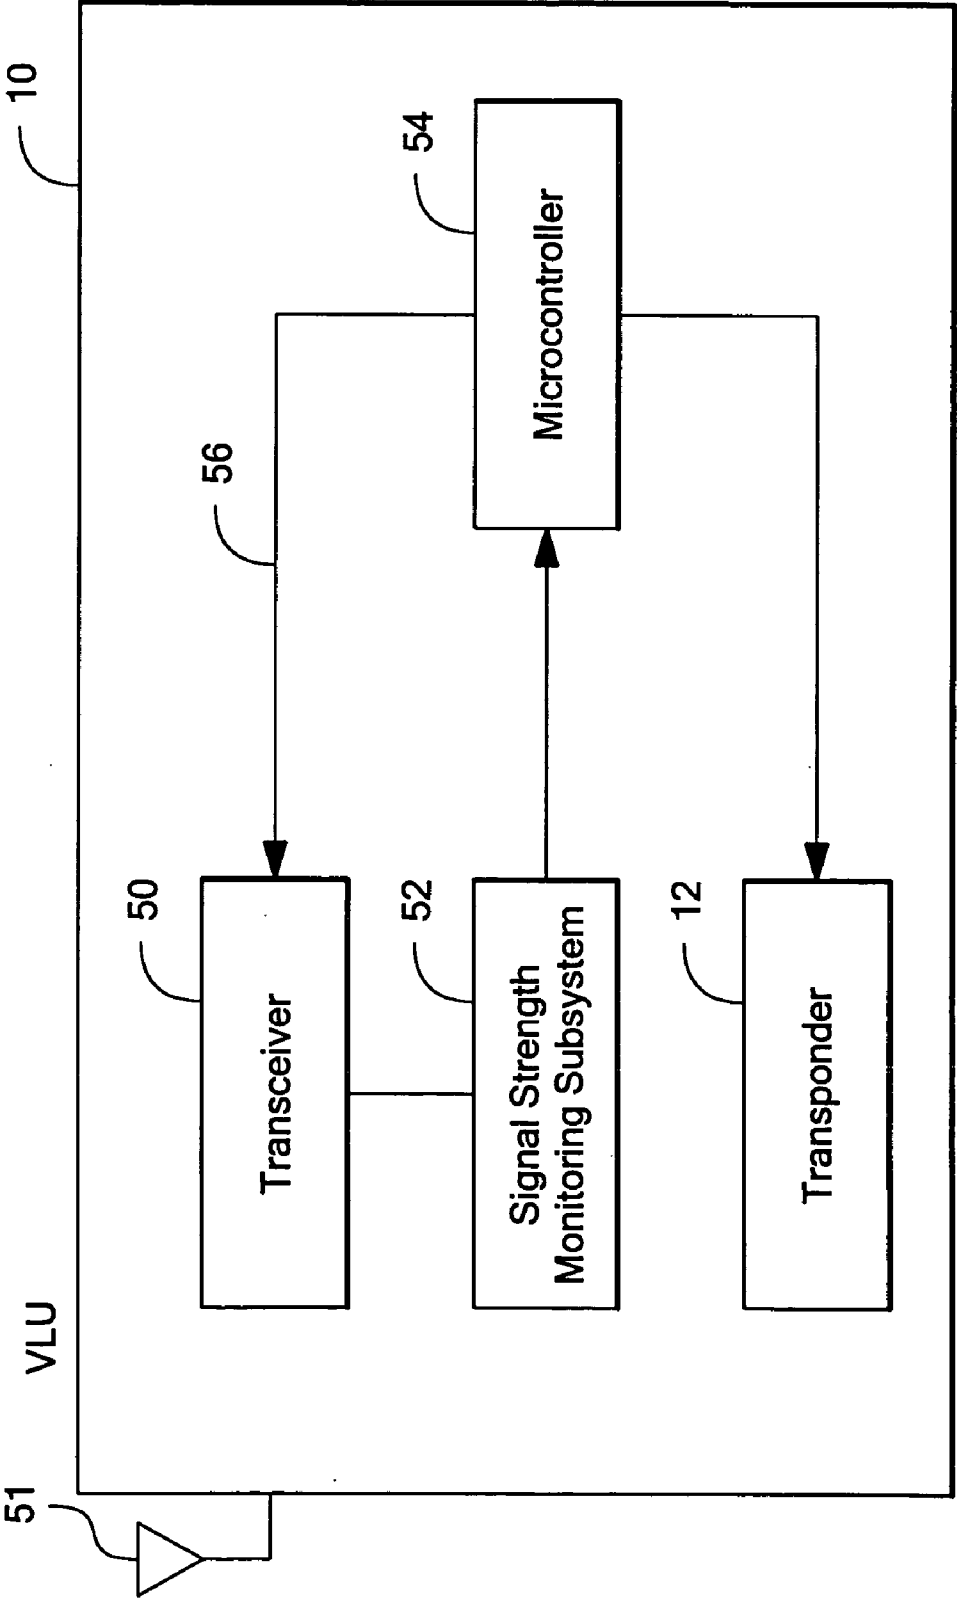 51
VLU
10
50
Transceiver
56
52
Signal Strength
Monitoring Subsystem
54
Microcontroller
12
Transponder